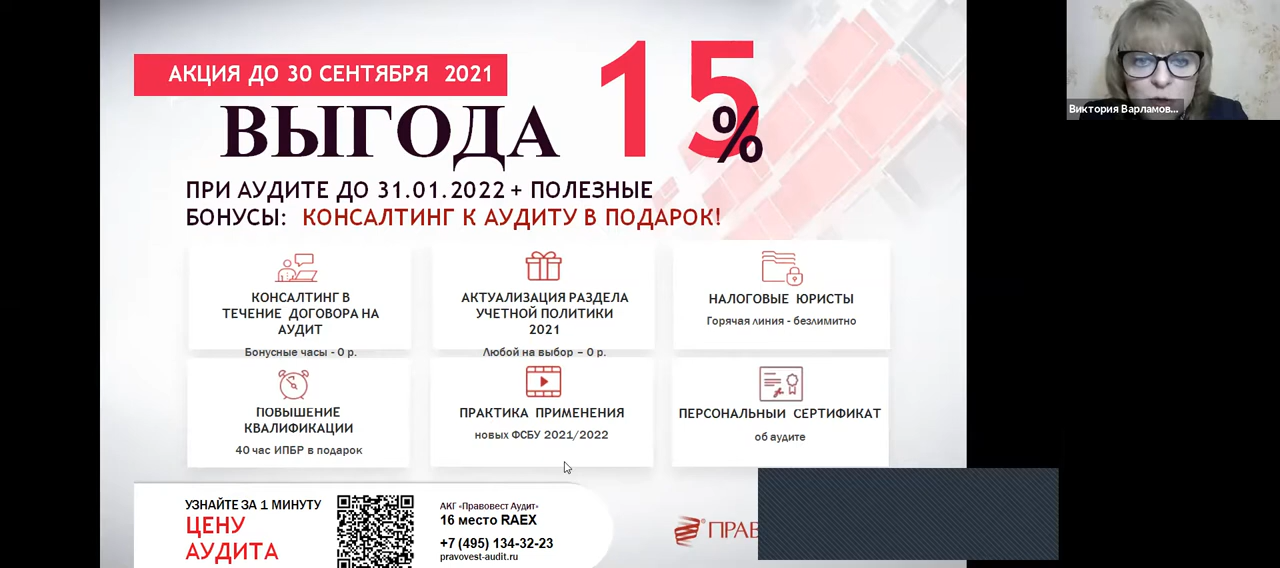 АКЦИЯ ДО 30 СЕНТЯБРЯ 2021
ВЫГОДА 15%
ПРИ АУДИТЕ ДО 31.01.2022 + ПОЛЕЗНЫЕ
БОНУСЫ: КОНСАЛТИНГ К АУДИТУ В ПОДАРОК!
КОНСАЛТИНГ В
ТЕЧЕНИЕ ДОГОВОРА НА
АУДИТ
Бонусные часы - 0 р.
АКТУАЛИЗАЦИЯ РАЗДЕЛА
УЧЕТНОЙ ПОЛИТИКИ
2021
Любой на выбор – 0 р.
НАЛОГОВЫЕ ЮРИСТЫ
Горячая линия - безлимитно
ПОВЫШЕНИЕ
КВАЛИФИКАЦИИ
40 час ИПБР в подарок
ПРАКТИКА ПРИМЕНЕНИЯ
новых ФСБУ 2021/2022
ПЕРСОНАЛЬНЫЙ СЕРТИФИКАТ
об аудите
УЗНАЙТЕ ЗА 1 МИНУТУ
ЦЕНУ
АУДИТА
АКГ «Правовест Аудит»
16 место RAEX
+7 (495) 134-32-23
pravovest-audit.ru
ПРАВ
Виктория Варламов...